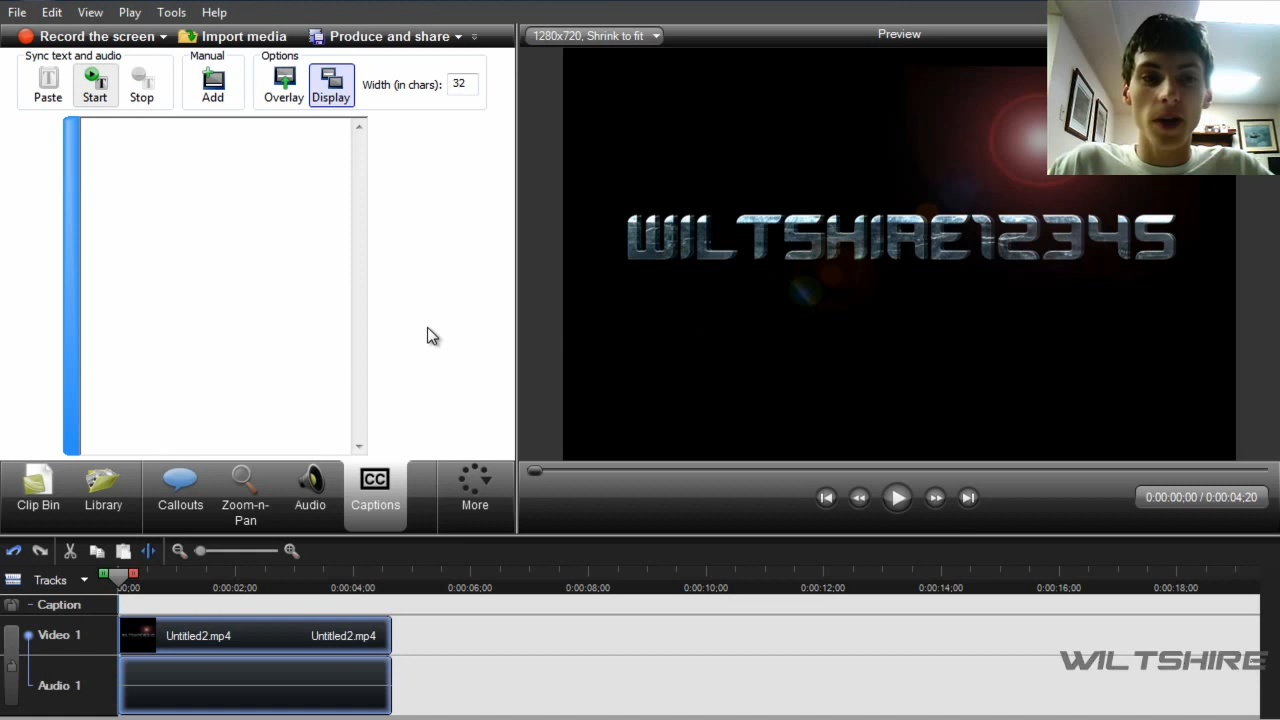 File Edit View Play Tools Help
Record the screen Import media Produce and share
1280x720, Shrink to fit Preview
Sync text and audio Manual Options
Paste Start Stop Add Overlay Display Width (in chars): 32
WILTSHIRE12345
Clip Bin Library Callouts Zoom-n-Pan Audio CC Captions More
0:00:00;00 / 0:00:04;20
Tracks 00;00 0:00:02;00 0:00:04;00 0:00:06;00 0:00:08;00 0:00:10;00 0:00:12;00 0:00:14;00 0:00:16;00 0:00:18;00
- Caption
Video 1 Untitled2.mp4 Untitled2.mp4
WILTSHIRE
Audio 1